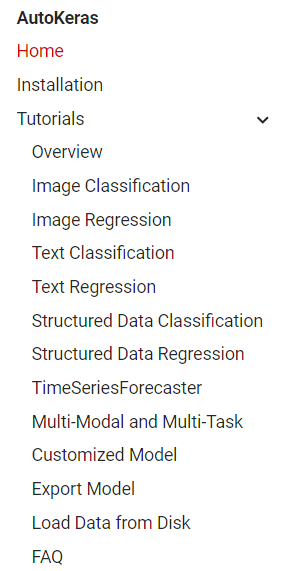 AutoKeras
Home
Installation
Tutorials
Overview
Image Classification
Image Regression
Text Classification
Text Regression
Structured Data Classification
Structured Data Regression
TimeSeriesForecaster
Multi-Modal and Multi-Task
Customized Model
Export Model
Load Data from Disk
FAQ